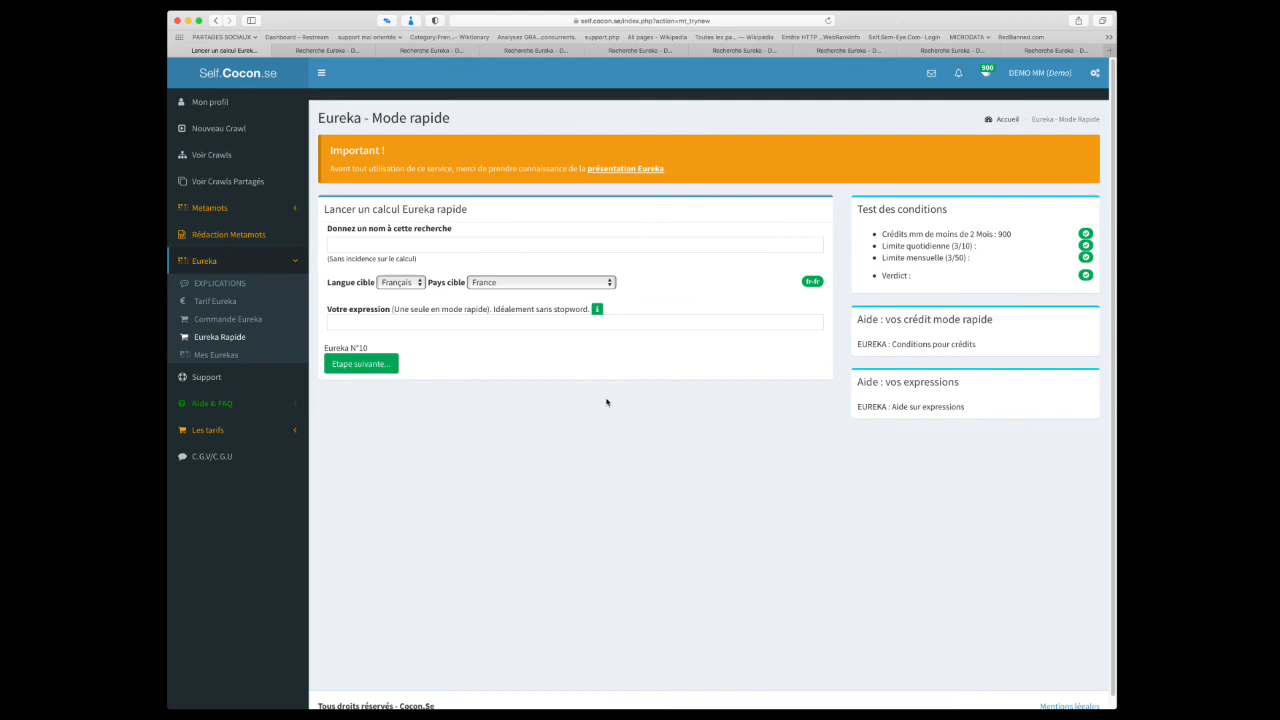 self.cocon.se/index.php?action=mt_trynew
PARTAGES SOCIAUX
Dashboard – Restream
support mal orientés
Category:Fren...– Wiktionary
Analysez GRA...concurrents.
support.php
All pages – Wikipedia
Toutes les pa... — Wikipédia
Entête HTTP ...WebRankInfo
Self.Sem-Eye.Com- Login
MICRODATA
RedBanned.com
Lancer un calcul Eurek...
Recherche Eureka - D...
Recherche Eureka - D...
Recherche Eureka - D...
Recherche Eureka - D...
Recherche Eureka - D...
Recherche Eureka - D...
Recherche Eureka - D...
Recherche Eureka - D...
Self.Cocon.se
900
DEMO MM (Demo)
Mon profil
Nouveau Crawl
Voir Crawls
Voir Crawls Partagés
Metamots
Rédaction Metamots
Eureka
EXPLICATIONS
Tarif Eureka
Commande Eureka
Eureka Rapide
Mes Eurekas
Support
Aide & FAQ
Les tarifs
C.G.V/C.G.U
Eureka - Mode rapide
Accueil
Eureka - Mode Rapide
Important !
Avant tout utilisation de ce service, merci de prendre connaissance de la présentation Eureka.
Lancer un calcul Eureka rapide
Donnez un nom à cette recherche
(Sans incidence sur le calcul)
Langue cible Français Pays cible France
fr-fr
Votre expression (Une seule en mode rapide). Idéalement sans stopword.
Eureka N°10
Etape suivante...
Test des conditions
Crédits mm de moins de 2 Mois : 900
Limite quotidienne (3/10) :
Limite mensuelle (3/50) :
Verdict :
Aide : vos crédit mode rapide
EUREKA : Conditions pour crédits
Aide : vos expressions
EUREKA : Aide sur expressions
Tous droits réservés - Cocon.Se
Mentions légales